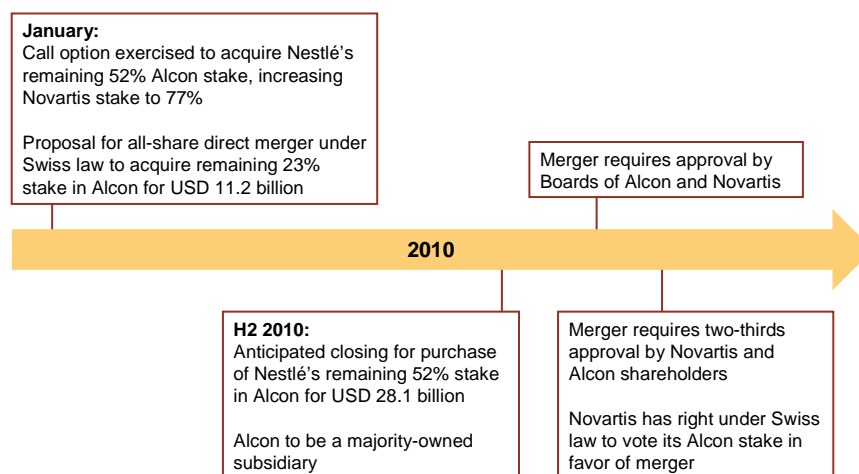 January:
Call option exercised to acquire Nestlé’s
remaining 52% Alcon stake, increasing
Novartis stake to 77%
Proposal for all-share direct merger under
Swiss law to acquire remaining 23%
stake in Alcon for USD 11.2 billion
Merger requires approval by
Boards of Alcon and Novartis
2010
H2 2010:
Anticipated closing for purchase
of Nestlé’s remaining 52% stake
in Alcon for USD 28.1 billion
Alcon to be a majority-owned
subsidiary
Merger requires two-thirds
approval by Novartis and
Alcon shareholders
Novartis has right under Swiss
law to vote its Alcon stake in
favor of merger